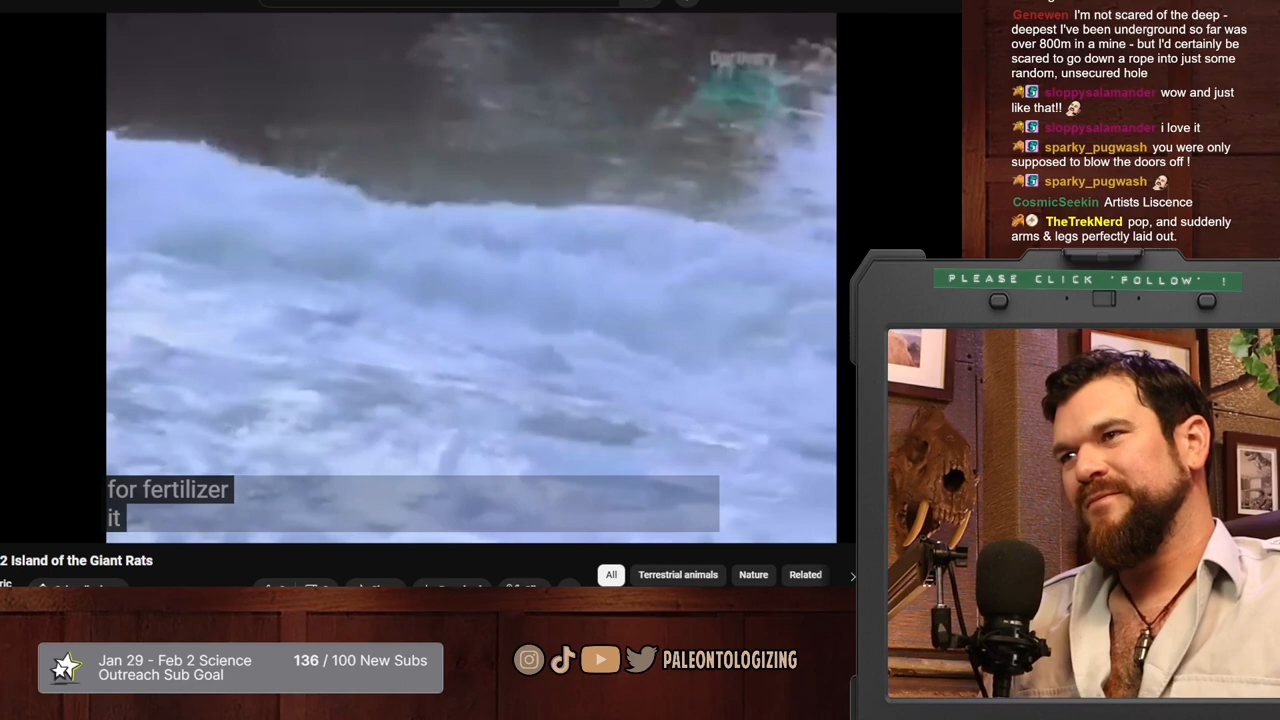 Genewen I'm not scared of the deep -
deepest I've been underground so far was
over 800m in a mine - but I'd certainly be
scared to go down a rope into just some
random, unsecured hole
sloppysalamander wow and just
like that!!
sloppysalamander i love it
sparky_pugwash you were only
supposed to blow the doors off !
sparky_pugwash
CosmicSeekin Artists Liscence
TheTrekNerd pop, and suddenly
arms & legs perfectly laid out.
PLEASE CLICK 'FOLLOW' !
for fertilizer
it
2 Island of the Giant Rats
All
Terrestrial animals
Nature
Related
Jan 29 - Feb 2 Science
Outreach Sub Goal
136 / 100 New Subs
PALEONTOLOGIZING